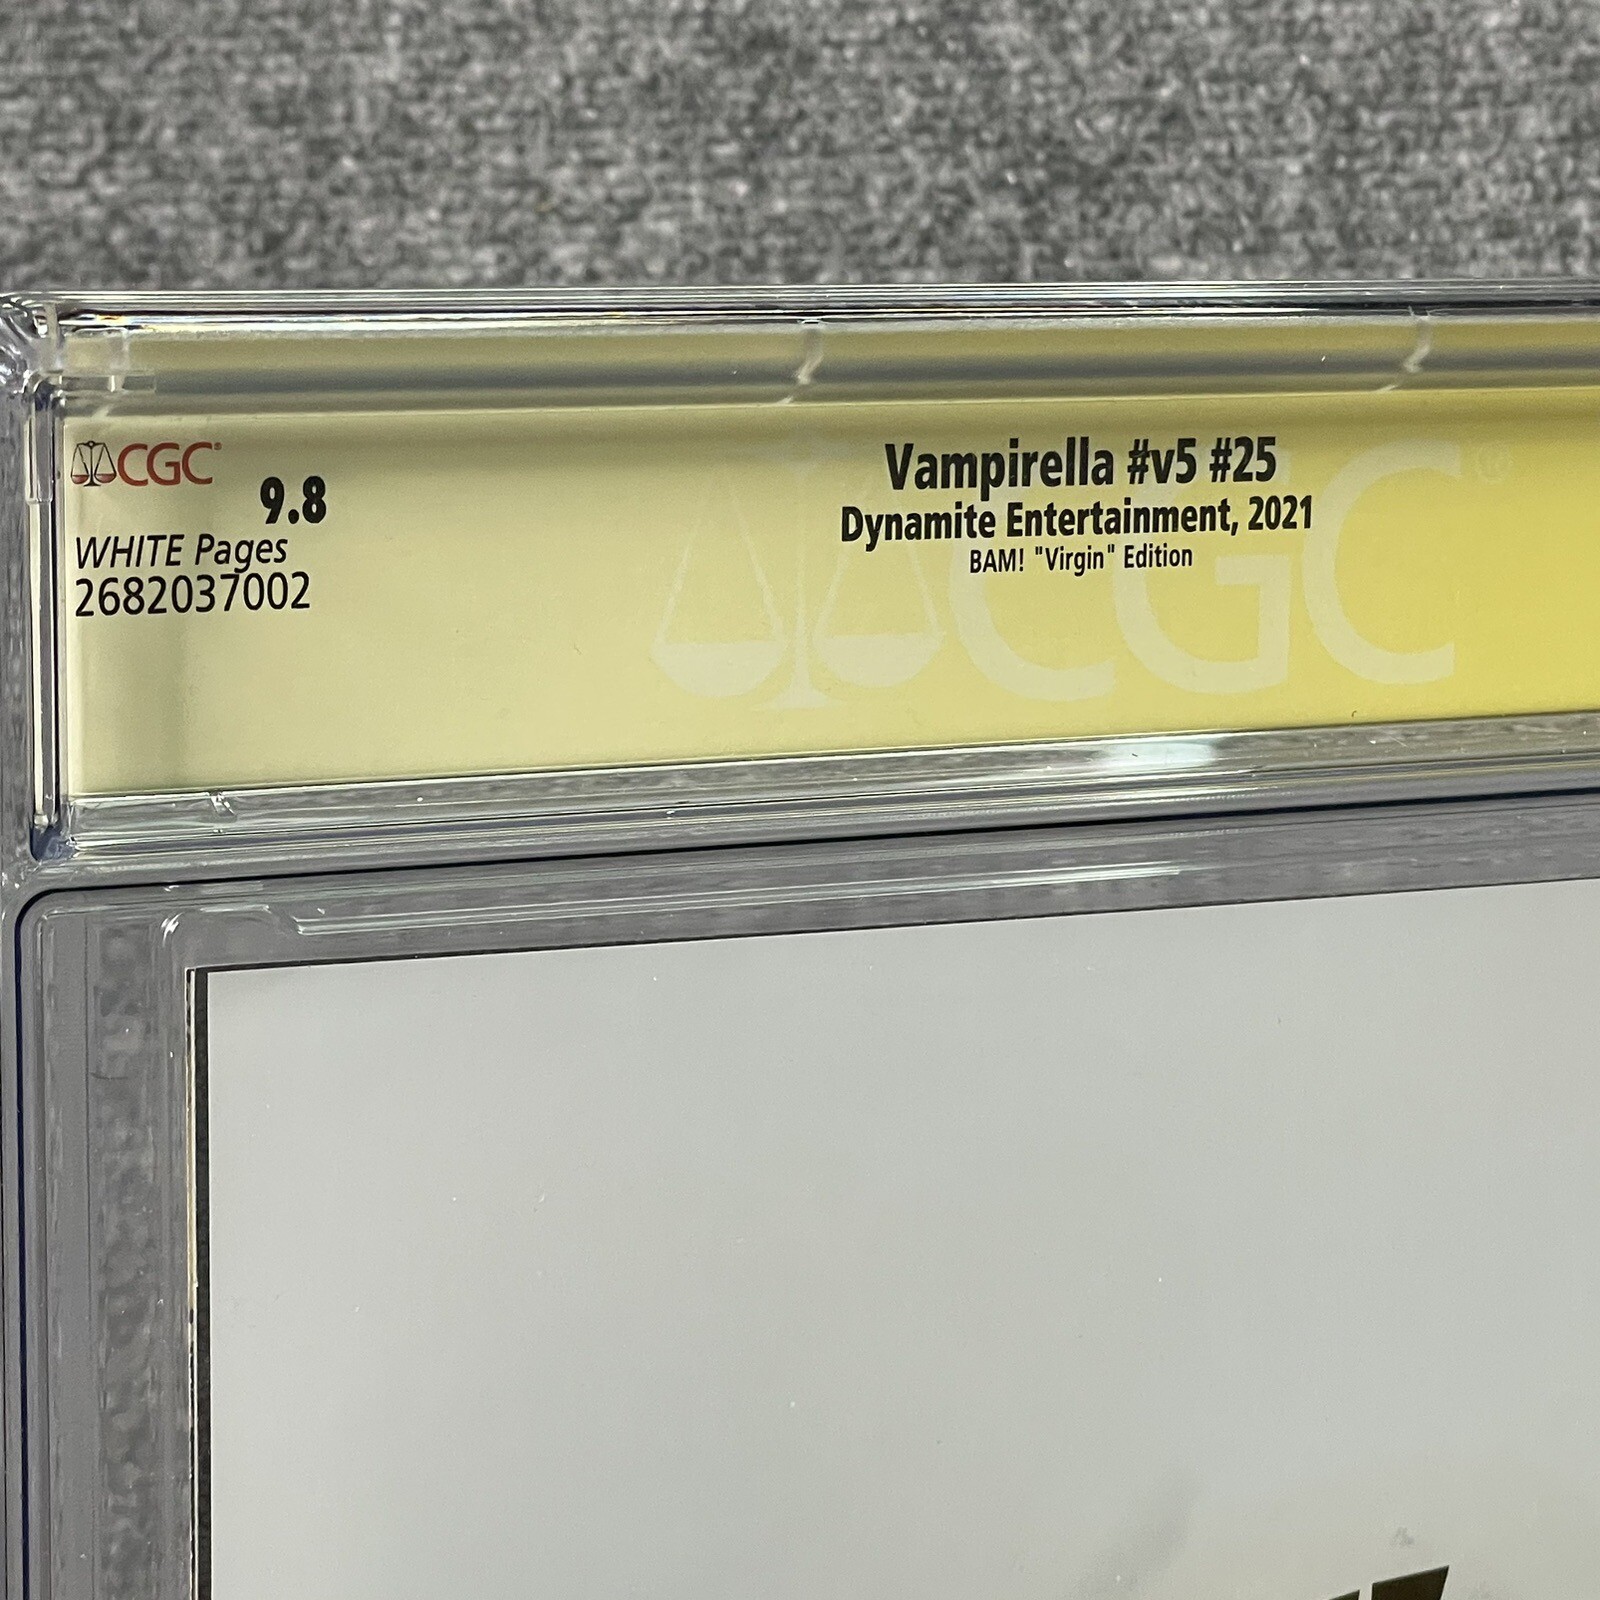 CGC®
9.8
WHITE Pages
2682037002
Vampirella #v5 #25
Dynamite Entertainment, 2021
BAM! "Virgin" Edition
CGC®